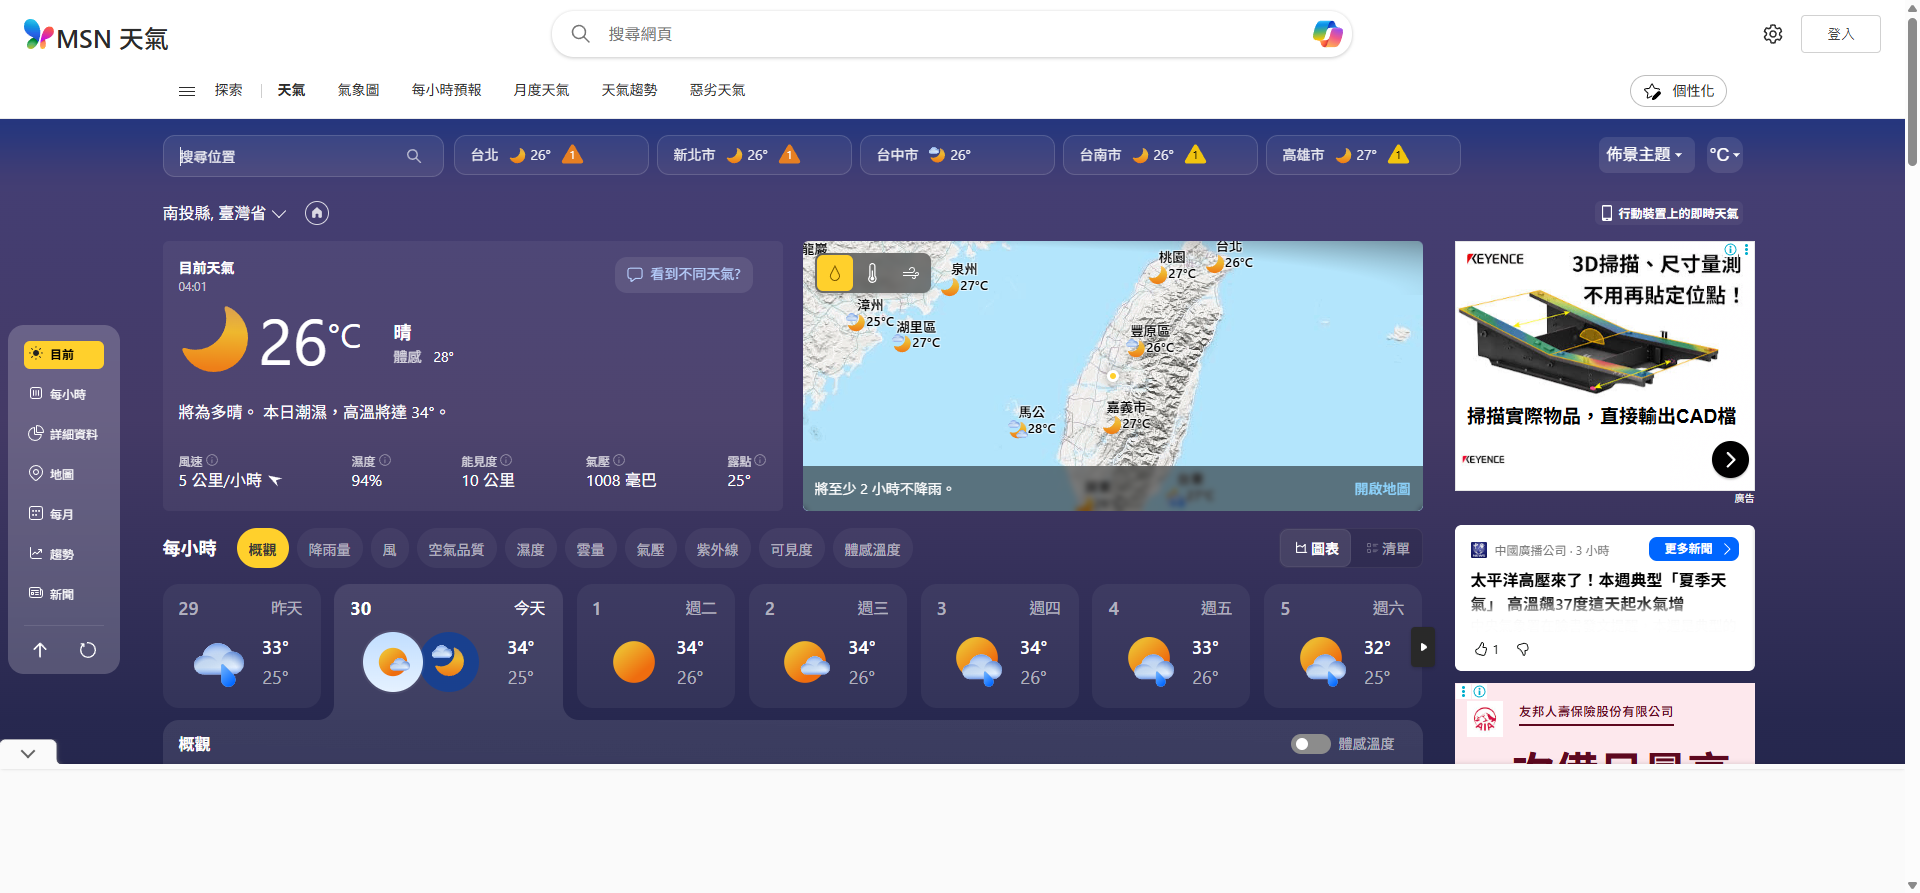 MSN 天氣
搜尋網頁
登入
探索
天氣
氣象圖
每小時預報
月度天氣
天氣趨勢
惡劣天氣
個性化
搜尋位置
台北 26° 1
新北市 26° 1
台中市 26°
台南市 26° 1
高雄市 27° 1
佈景主題
°C
南投縣, 臺灣省
行動裝置上的即時天氣
目前
每小時
詳細資料
地圖
每月
趨勢
新聞
目前天氣
04:01
看到不同天氣?
26°C
晴
體感 28°
將為多晴。 本日潮濕，高溫將達 34°。
風速
5 公里/小時
濕度
94%
能見度
10 公里
氣壓
1008 毫巴
露點
25°
龍巖
泉州
27°C
漳州
25°C
湖里區
27°C
桃園
27°C
台北
26°C
豐原區
26°C
馬公
28°C
嘉義市
27°C
將至少 2 小時不降雨。
開啟地圖
KEYENCE
3D掃描、尺寸量測
不用再貼定位點！
掃描實際物品，直接輸出CAD檔
KEYENCE
廣告
每小時
概觀
降雨量
風
空氣品質
濕度
雲量
氣壓
紫外線
可見度
體感溫度
圖表
清單
29 昨天
33°
25°
30 今天
34°
25°
1 週二
34°
26°
2 週三
34°
26°
3 週四
34°
26°
4 週五
33°
26°
5 週六
32°
25°
概觀
體感溫度
中國廣播公司 · 3 小時
更多新聞
太平洋高壓來了！本週典型「夏季天
氣」 高溫飆37度這天起水氣增
1
AIA
友邦人壽保險股份有限公司